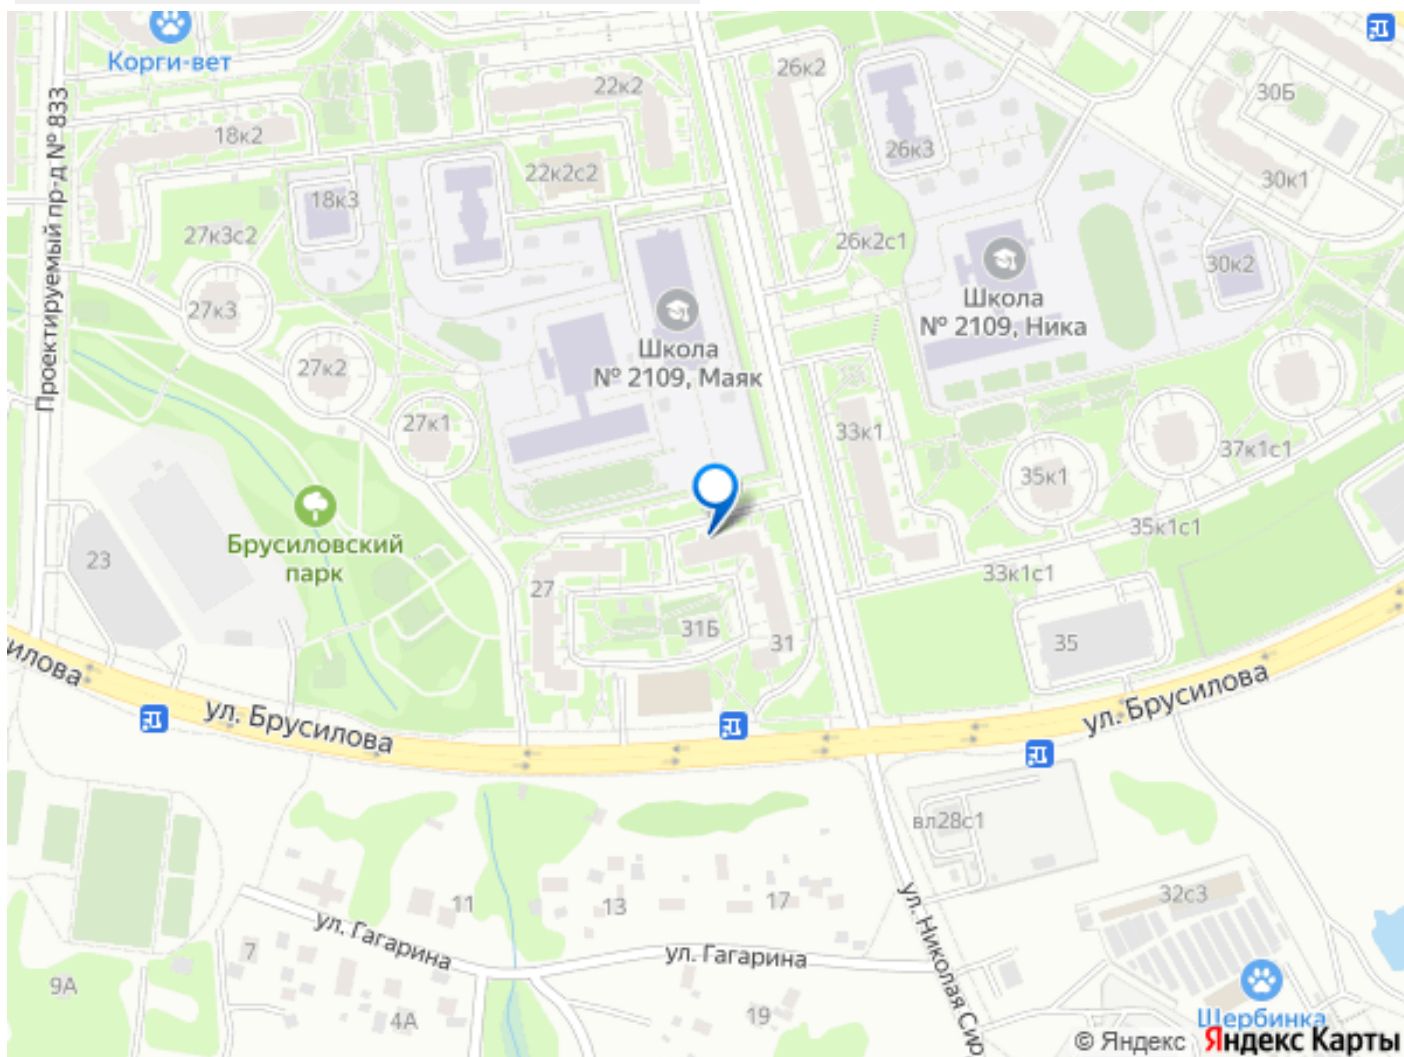 Корги-вет
22к2
26к2
30Б
Проектируемый пр-д № 833
18к2
26к3
22к2с2
30к1
18к3
27к3с2
26к2с1
30к2
27к3
Школа
№ 2109, Ника
Школа
№ 2109, Маяк
27к2
27к1
33к1
37к1с1
35к1
35к1с1
Брусиловский
парк
23
27
33к1с1
31Б
31
35
силова
ул. Брусилова
ул. Брусилова
вл28с1
ул. Николая Сир
32с3
11
13
17
ул. Гагарина
7
ул. Гагарина
9А
4А
19
Щербинка
© Яндекс Яндекс Карты